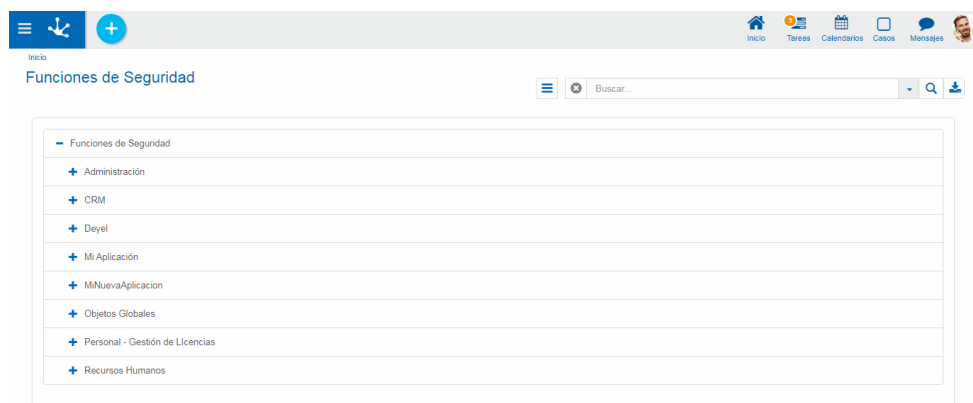 3
Inicio
Tareas
Calendarios
Casos
Mensajes
Inicio
Funciones de Seguridad
Buscar...
Funciones de Seguridad
Administración
CRM
Deyel
Mi Aplicación
MiNuevaAplicacion
Objetos Globales
Personal - Gestión de LIcencias
Recursos Humanos